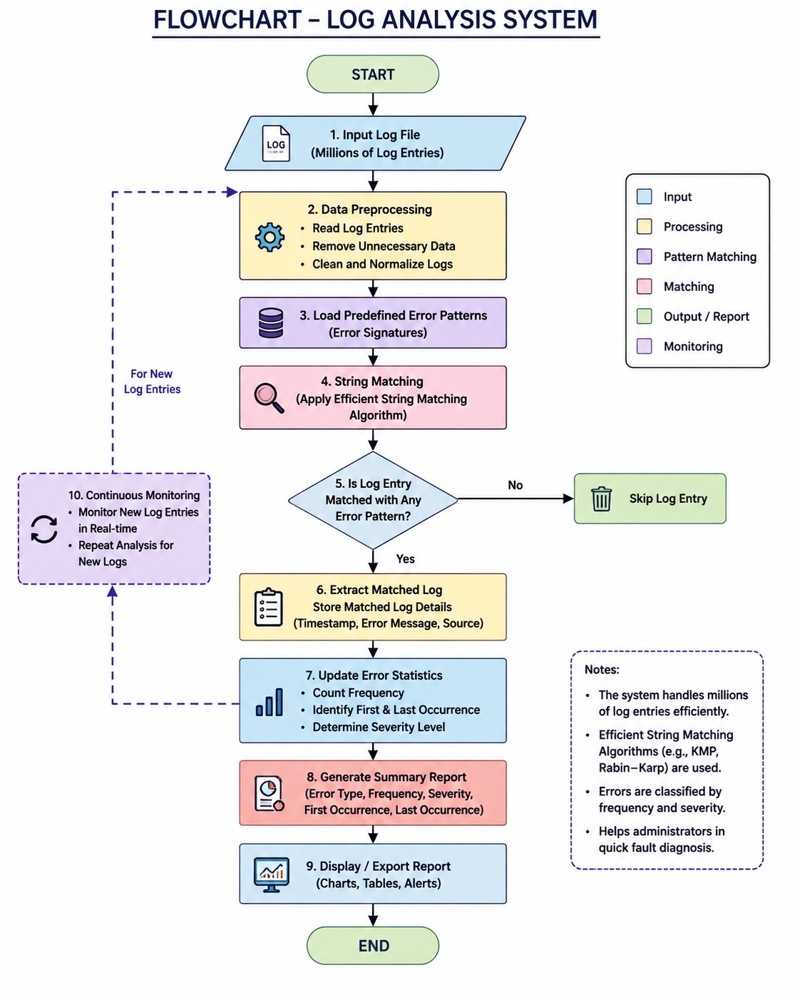 FLOWCHART – LOG ANALYSIS SYSTEM
START
LOG
1. Input Log File
(Millions of Log Entries)
2. Data Preprocessing
• Read Log Entries
• Remove Unnecessary Data
• Clean and Normalize Logs
3. Load Predefined Error Patterns
(Error Signatures)
4. String Matching
(Apply Efficient String Matching
Algorithm)
5. Is Log Entry
Matched with Any
Error Pattern?
No
Skip Log Entry
Yes
6. Extract Matched Log
Store Matched Log Details
(Timestamp, Error Message, Source)
7. Update Error Statistics
• Count Frequency
• Identify First & Last Occurrence
• Determine Severity Level
8. Generate Summary Report
(Error Type, Frequency, Severity,
First Occurrence, Last Occurrence)
9. Display / Export Report
(Charts, Tables, Alerts)
END
For New
Log Entries
10. Continuous Monitoring
• Monitor New Log Entries
in Real-time
• Repeat Analysis for
New Logs
Input
Processing
Pattern Matching
Matching
Output / Report
Monitoring
Notes:
• The system handles millions
of log entries efficiently.
• Efficient String Matching
Algorithms (e.g., KMP,
Rabin–Karp) are used.
• Errors are classified by
frequency and severity.
• Helps administrators in
quick fault diagnosis.